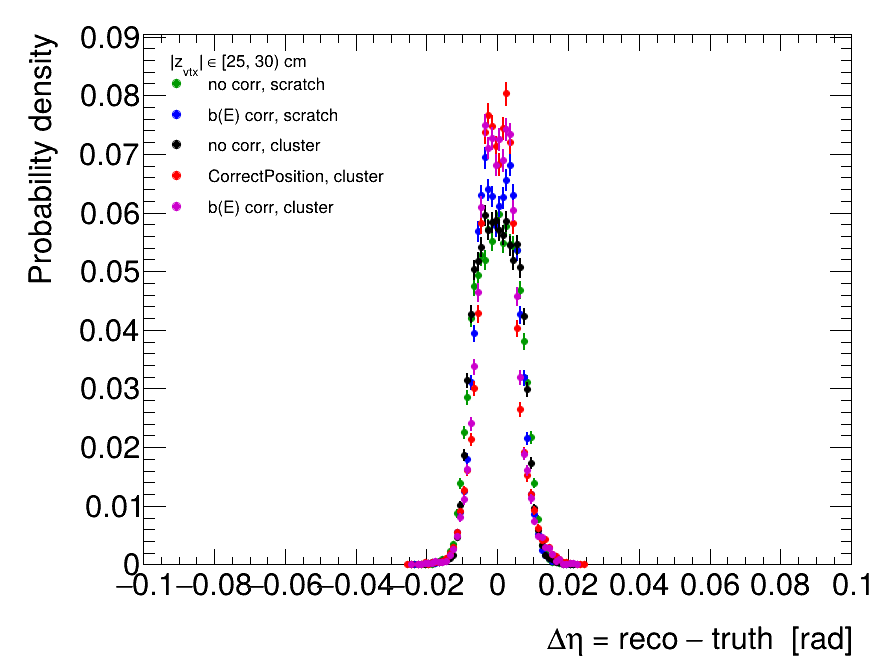 Probability density
0.09
0.08
0.07
0.06
0.05
0.04
0.03
0.02
0.01
0
|z_vtx| ∈ [25, 30) cm
no corr, scratch
b(E) corr, scratch
no corr, cluster
CorrectPosition, cluster
b(E) corr, cluster
−0.1 −0.08 −0.06 −0.04 −0.02 0 0.02 0.04 0.06 0.08 0.1
Δη = reco − truth [rad]